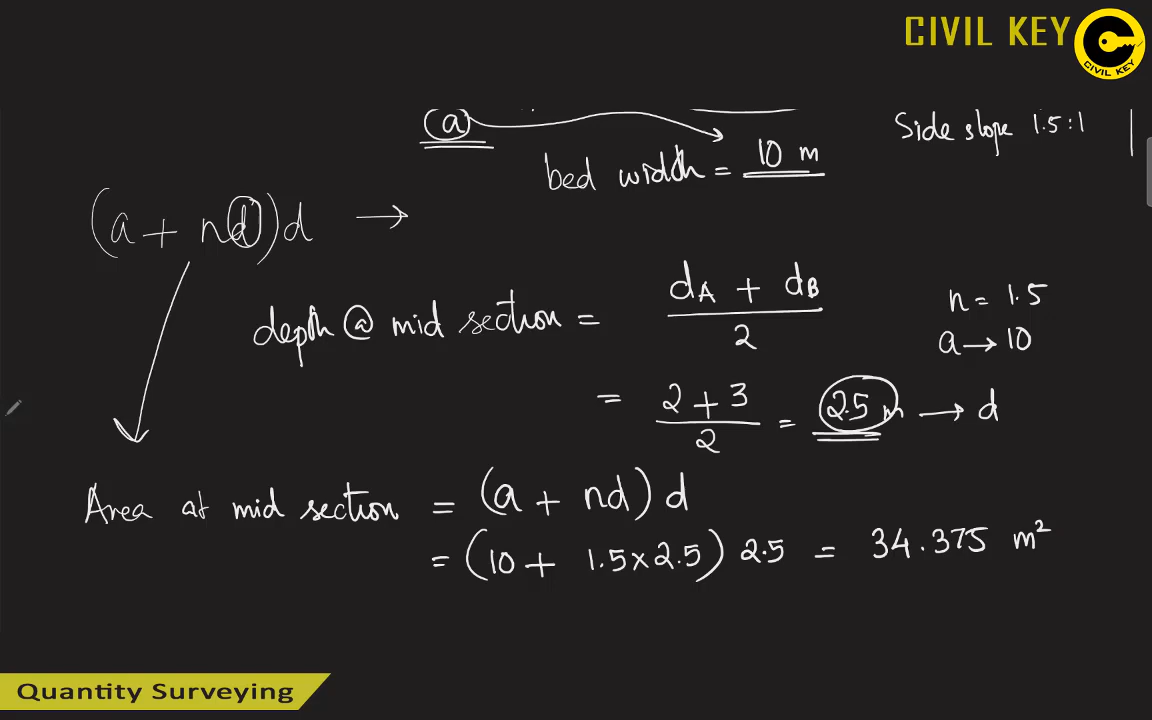 CIVIL KEY
CIVIL KEY
(a)
Side slope 1.5:1
bed width = 10 m
(a + nd)d →
depth @ mid section = dA + dB / 2
n = 1.5
a → 10
= 2 + 3 / 2 = 2.5 m → d
Area at mid section = (a + nd) d
= (10 + 1.5×2.5) 2.5 = 34.375 m²
Quantity Surveying